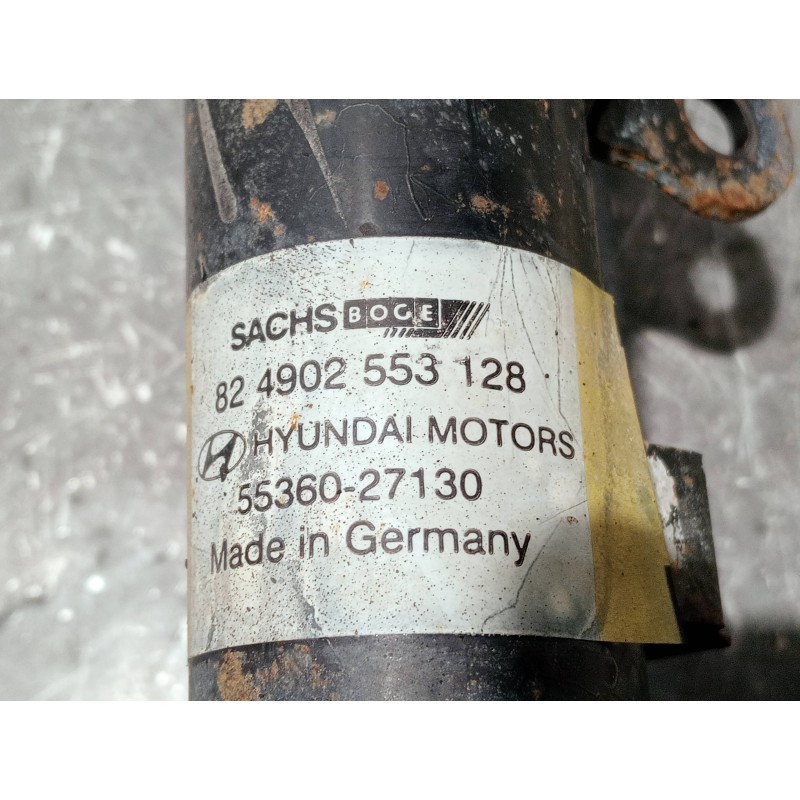 SACHS BOGE
82 4902 553 128
HYUNDAI MOTORS
55360-27130
Made in Germany